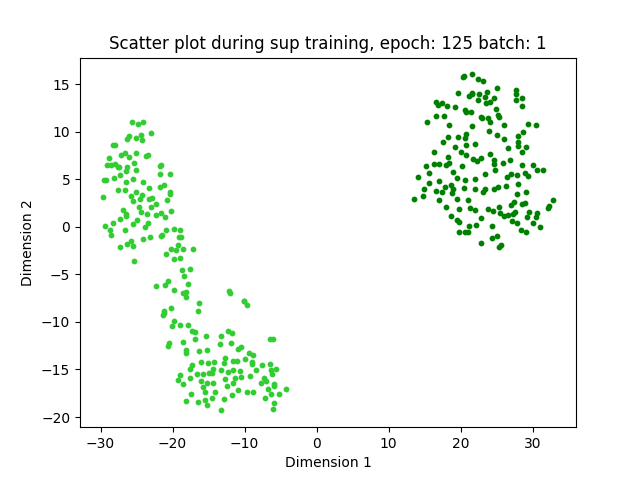 Scatter plot during sup training, epoch: 125 batch: 1
15
10
5
0
−5
−10
−15
−20
Dimension 2
−30 −20 −10 0 10 20 30
Dimension 1